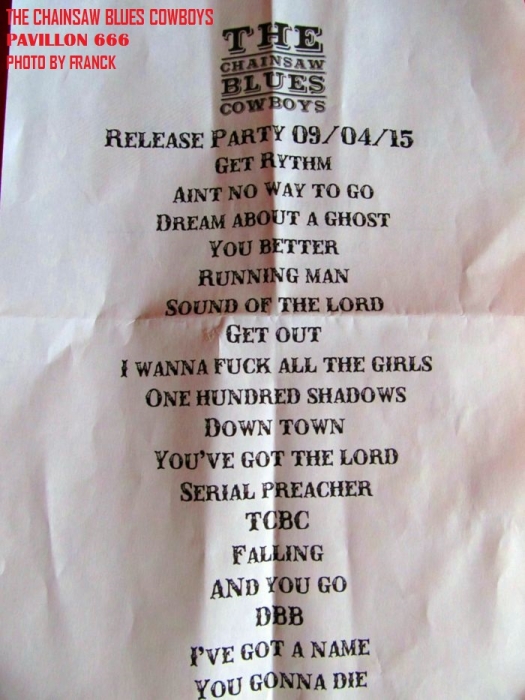 THE CHAINSAW BLUES COWBOYS
PAVILLON 666
PHOTO BY FRANCK
THE
CHAINSAW
BLUES
COWBOYS
RELEASE PARTY 09/04/15
GET RYTHM
AINT NO WAY TO GO
DREAM ABOUT A GHOST
YOU BETTER
RUNNING MAN
SOUND OF THE LORD
GET OUT
I WANNA FUCK ALL THE GIRLS
ONE HUNDRED SHADOWS
DOWN TOWN
YOU'VE GOT THE LORD
SERIAL PREACHER
TCBC
FALLING
AND YOU GO
DBB
I'VE GOT A NAME
YOU GONNA DIE